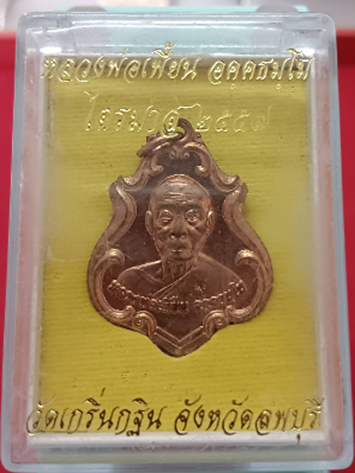 หลวงพ่อเพี้ยน อคฺคธมฺโม
ไตรมาส ๒๕๕๗
วัดเกริ่นกฐิน จังหวัดลพบุรี